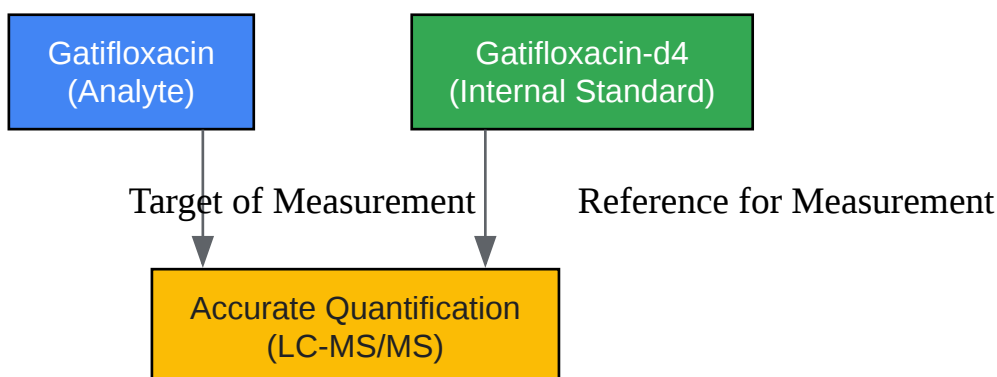 Gatifloxacin
(Analyte)
Gatifloxacin-d4
(Internal Standard)
Target of Measurement
Reference for Measurement
Accurate Quantification
(LC-MS/MS)